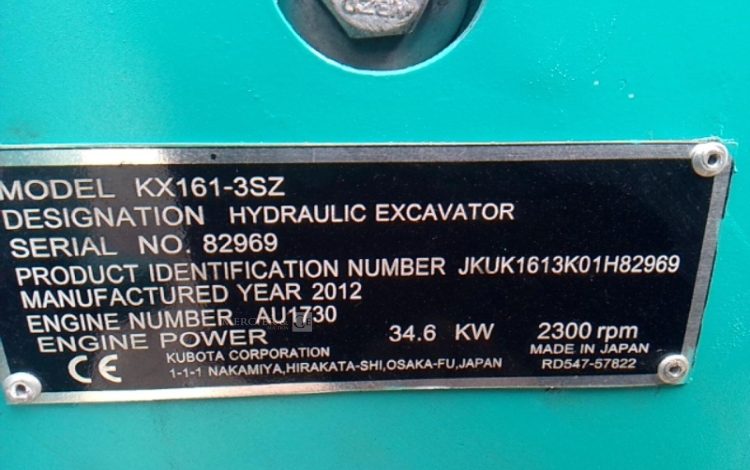 MODEL KX161-3SZ
DESIGNATION HYDRAULIC EXCAVATOR
SERIAL NO. 82969
PRODUCT IDENTIFICATION NUMBER JKUK1613K01H82969
MANUFACTURED YEAR 2012
ENGINE NUMBER AU1730
ENGINE POWER 34.6 KW 2300 rpm
CE KUBOTA CORPORATION MADE IN JAPAN
1-1-1 NAKAMIYA,HIRAKATA-SHI,OSAKA-FU,JAPAN RD547-57822